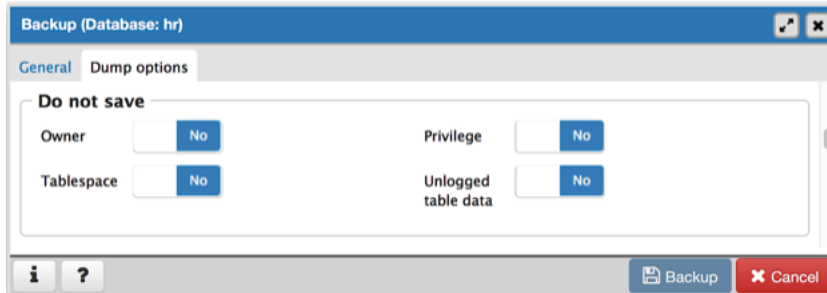 Backup (Database: hr)
General Dump options
Do not save
Owner No Privilege No
Tablespace No Unlogged table data No
i ? Backup Cancel